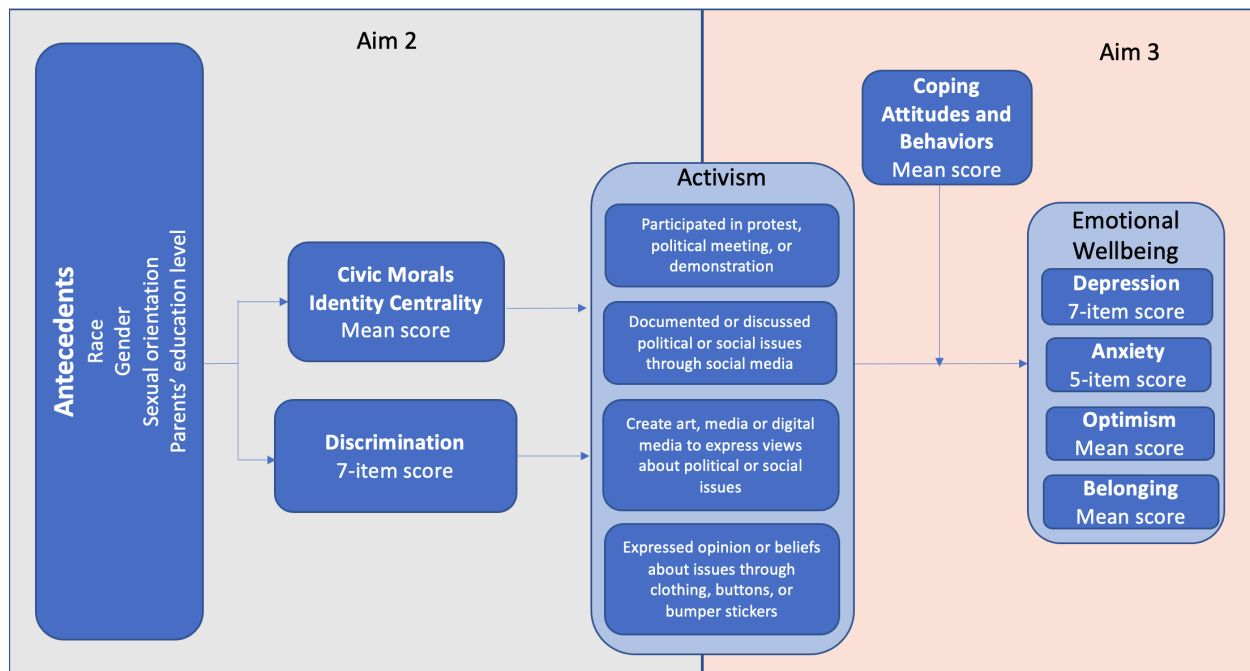 Aim 2
Aim 3
Antecedents
Race
Gender
Sexual orientation
Parents’ education level
Civic Morals
Identity Centrality
Mean score
Discrimination
7-item score
Activism
Participated in protest,
political meeting, or
demonstration
Documented or discussed
political or social issues
through social media
Create art, media or digital
media to express views
about political or social
issues
Expressed opinion or beliefs
about issues through
clothing, buttons, or
bumper stickers
Coping
Attitudes and
Behaviors
Mean score
Emotional
Wellbeing
Depression
7-item score
Anxiety
5-item score
Optimism
Mean score
Belonging
Mean score